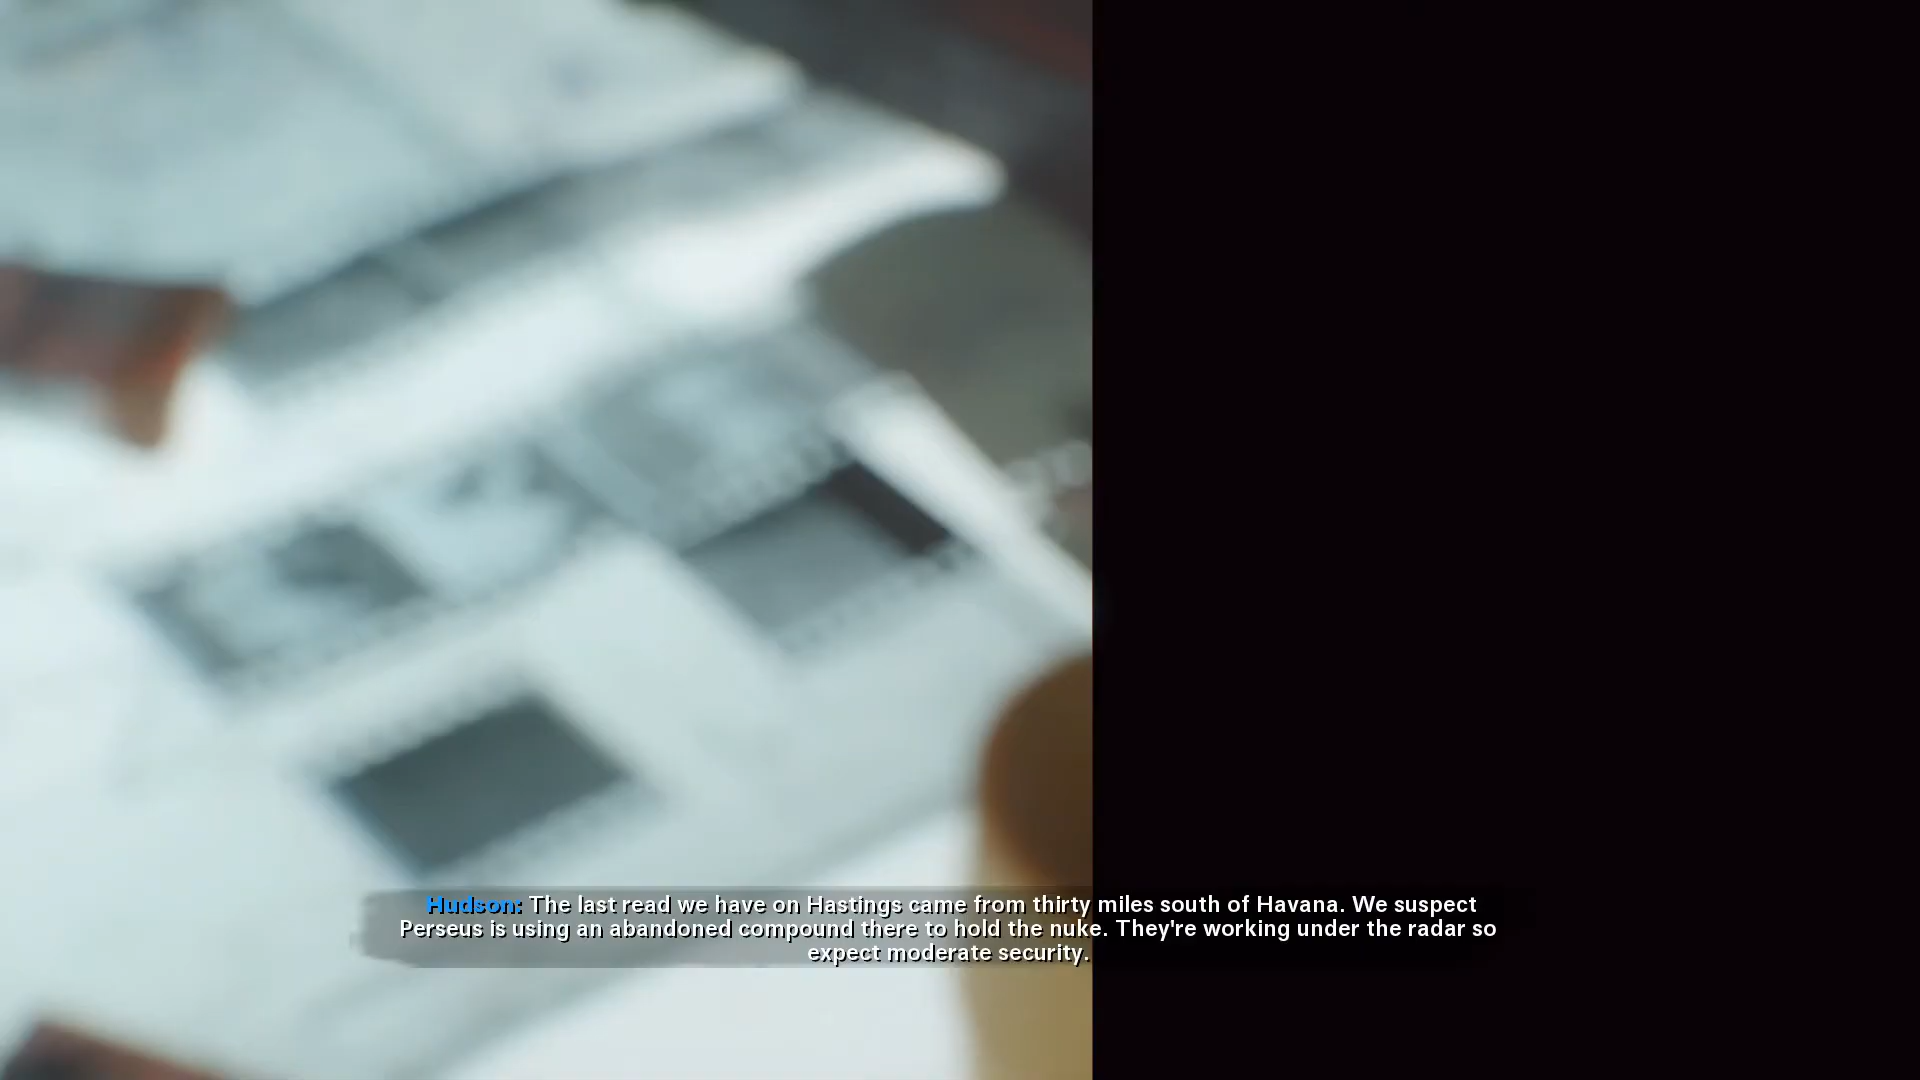 Hudson: The last read we have on Hastings came from thirty miles south of Havana. We suspect
Perseus is using an abandoned compound there to hold the nuke. They're working under the radar so
expect moderate security.